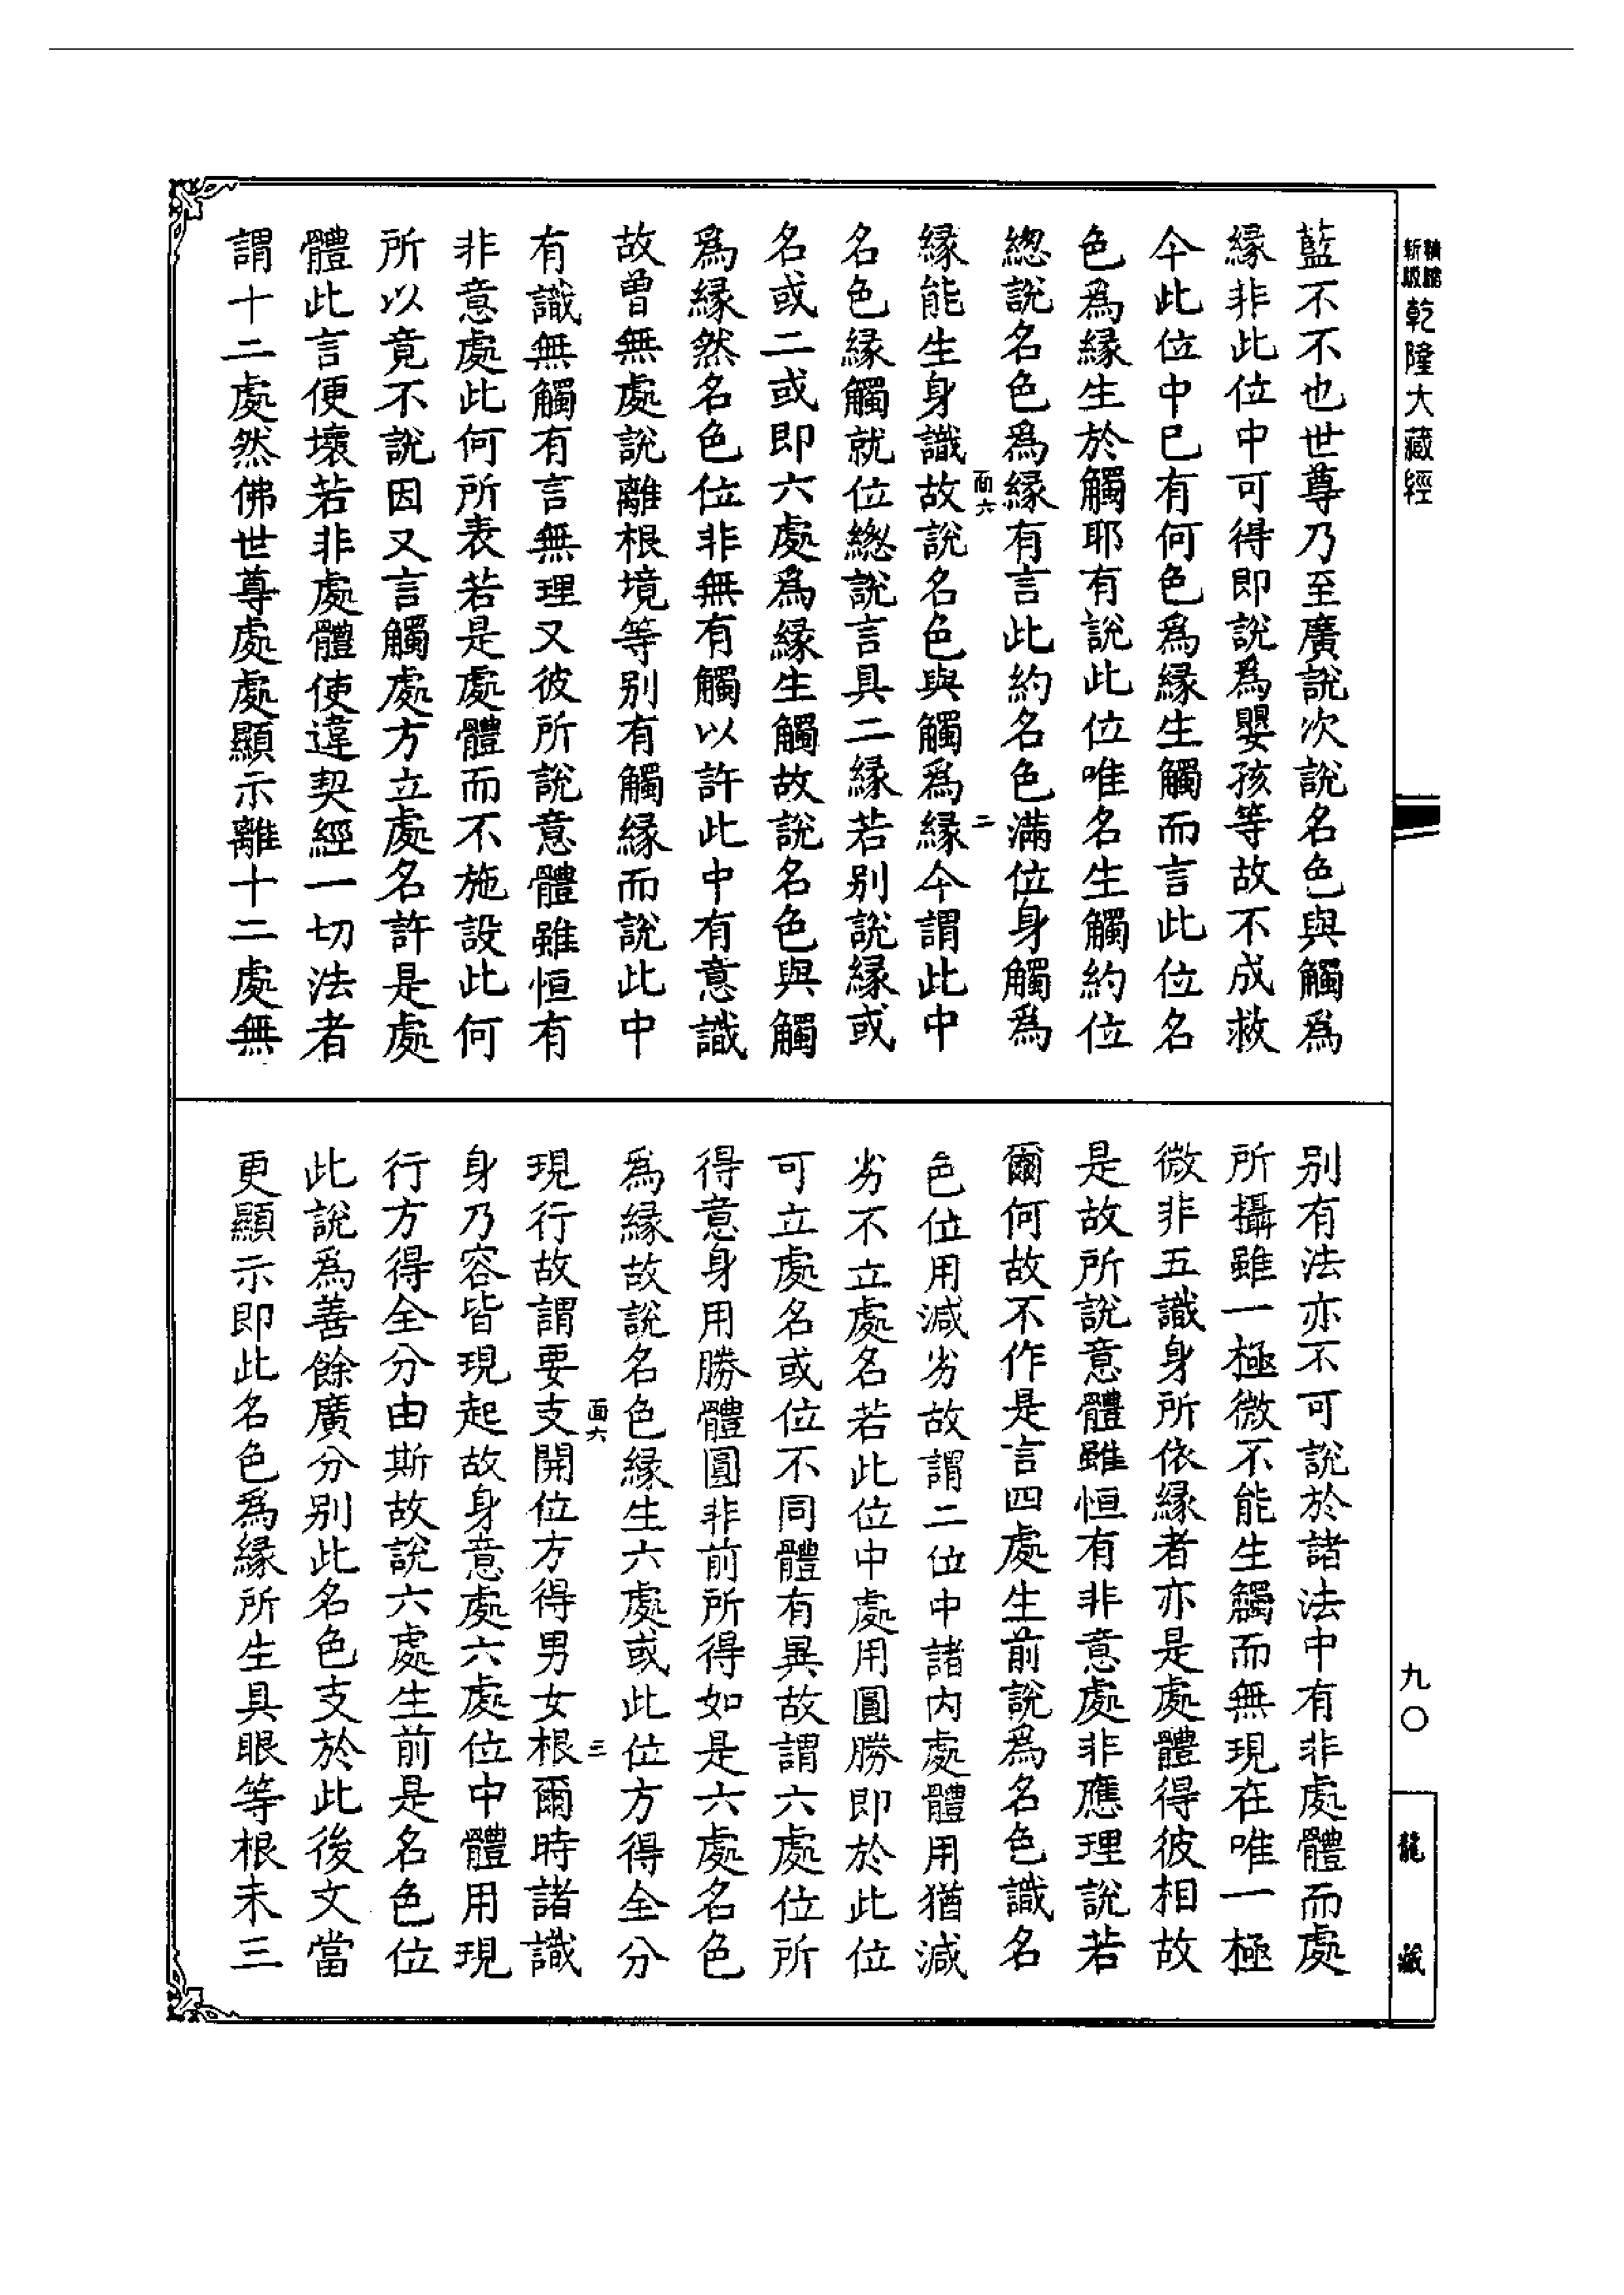 精縮新版乾隆大藏經
藍不不也世尊乃至廣說次說名色與觸爲
緣非此位中可得即說爲嬰孩等故不成救
今此位中已有何色爲緣生觸而言此位名
色爲緣生於觸耶有說此位唯名生觸約位
總說名色爲緣有言此約名色滿位身觸爲
面六 二
緣能生身識故說名色與觸爲緣今謂此中
名色緣觸就位總說言具二緣若别說緣或
名或二或即六處爲緣生觸故說名色與觸
爲緣然名色位非無有觸以許此中有意識
故曾無處說離根境等别有觸緣而說此中
有識無觸有言無理又彼所說意體雖恒有
非意處此何所表若是處體而不施設此何
所以竟不說因又言觸處方立處名許是處
體此言便壞若非處體便違契經一切法者
謂十二處然佛世尊處處顯示離十二處無
别有法亦不可說於諸法中有非處體而處
所攝雖一極微不能生觸而無現在唯一極
微非五識身所依緣者亦是處體得彼相故
是故所說意體雖恒有非意處非應理說若
爾何故不作是言四處生前說爲名色識名
色位用減劣故謂二位中諸内處體用猶減
劣不立處名若此位中處用圓勝即於此位
可立處名或位不同體有異故謂六處位所
得意身用勝體圓非前所得如是六處名色
爲緣故說名色緣生六處或此位方得全分
面六 三
現行故謂要支開位方得男女根爾時諸識
身乃容皆現起故身意處六處位中體用現
行方得全分由斯故說六處生前是名色位
此說爲善餘廣分别此名色支於此後文當
更顯示即此名色爲緣所生具眼等根未三
九〇
龍藏